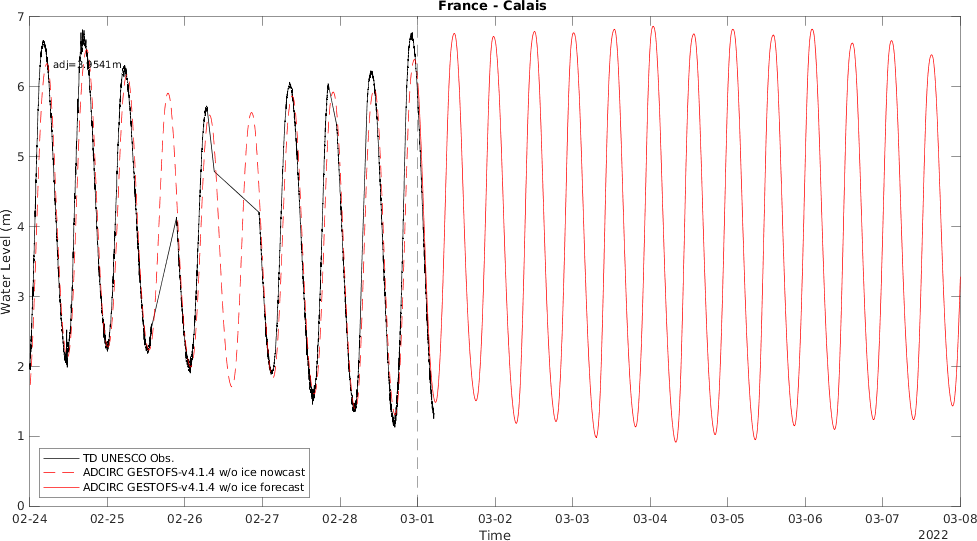 France - Calais
7
6
5
4
3
2
1
0
Water Level (m)
adj=3.9541m
TD UNESCO Obs.
ADCIRC GESTOFS-v4.1.4 w/o ice nowcast
ADCIRC GESTOFS-v4.1.4 w/o ice forecast
02-24 02-25 02-26 02-27 02-28 03-01 03-02 03-03 03-04 03-05 03-06 03-07 03-08
Time
2022